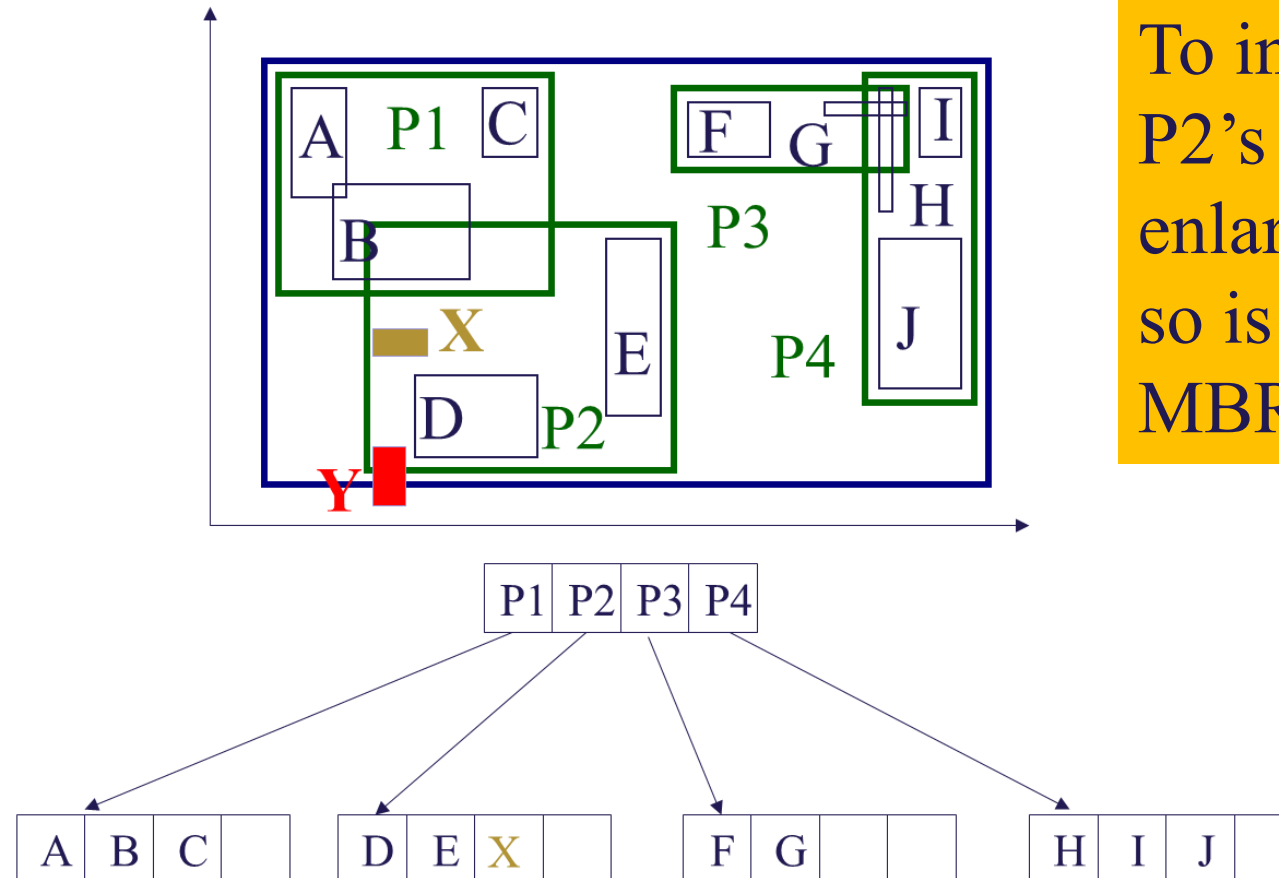 To in
P2’s
enlar
so is
MBR
A P1 C F G I
B P3 H
X E P4 J
D P2
Y
P1 P2 P3 P4
A B C D E X F G H I J